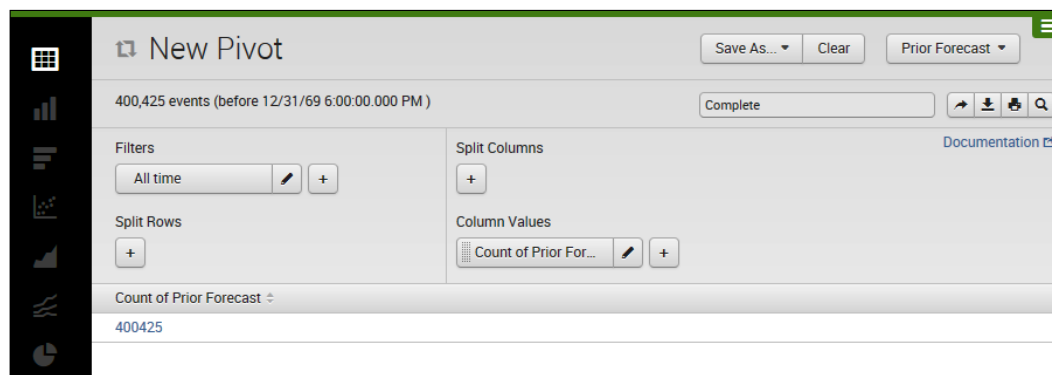 New Pivot
Save As...
Clear
Prior Forecast
400,425 events (before 12/31/69 6:00:00.000 PM )
Complete
Documentation
Filters
Split Columns
All time
+
+
Split Rows
Column Values
+
Count of Prior For...
+
Count of Prior Forecast
400425